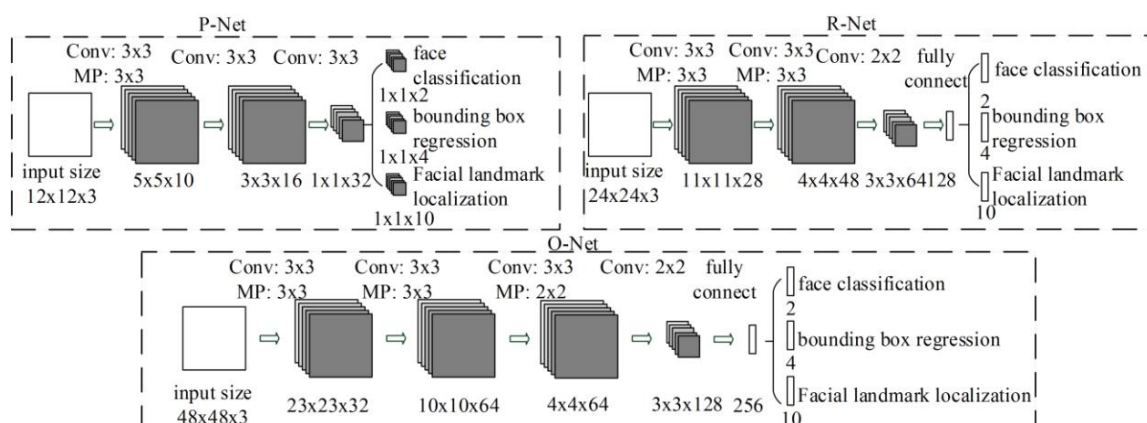 P-Net
Conv: 3x3
MP: 3x3
Conv: 3x3
Conv: 3x3
face
classification
1x1x2
bounding box
regression
1x1x4
Facial landmark
localization
1x1x10
input size
12x12x3
5x5x10
3x3x16
1x1x32
R-Net
Conv: 3x3
MP: 3x3
Conv: 3x3
MP: 3x3
Conv: 2x2
fully
connect
face classification
2
bounding box
regression
4
Facial landmark
localization
10
input size
24x24x3
11x11x28
4x4x48
3x3x64
128
O-Net
Conv: 3x3
MP: 3x3
Conv: 3x3
MP: 3x3
Conv: 3x3
MP: 2x2
Conv: 2x2
fully
connect
face classification
2
bounding box regression
4
Facial landmark localization
10
input size
48x48x3
23x23x32
10x10x64
4x4x64
3x3x128
256